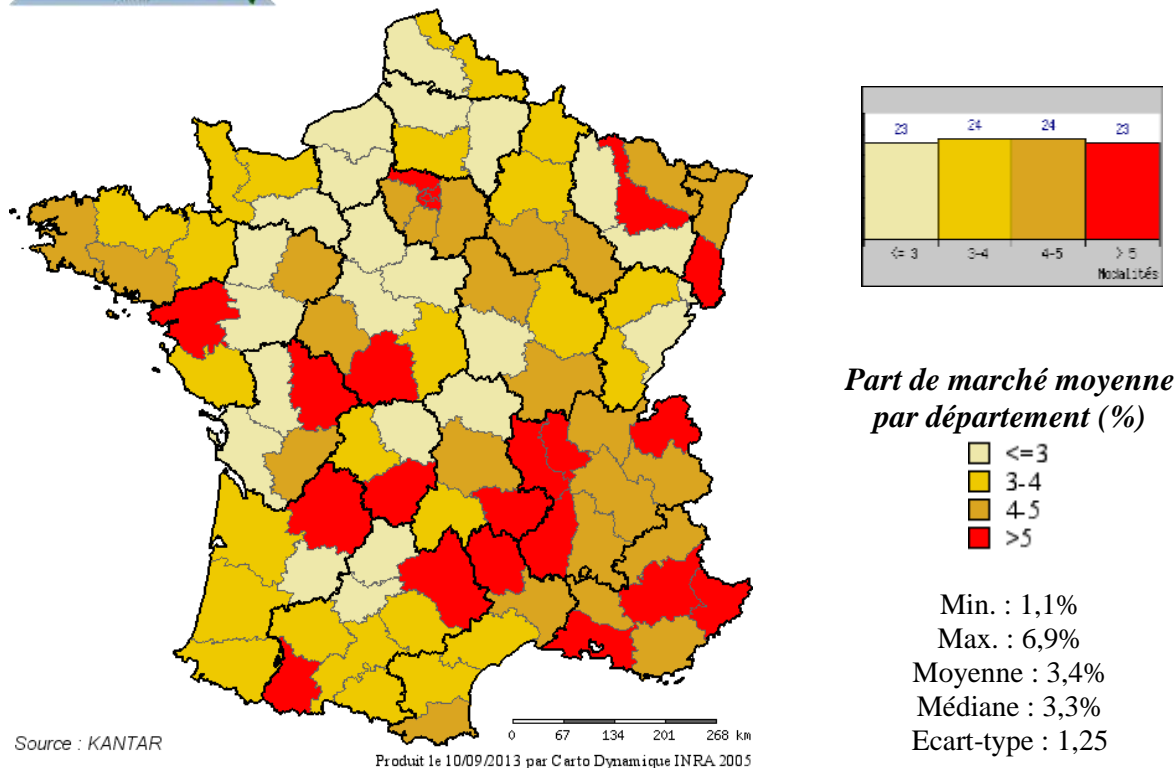 23 24 24 23
<= 3 3-4 4-5 > 5
Modalités
Part de marché moyenne
par département (%)
<=3
3-4
4-5
>5
Min. : 1,1%
Max. : 6,9%
Moyenne : 3,4%
Médiane : 3,3%
Ecart-type : 1,25
0 67 134 201 268 km
Source : KANTAR
Produit le 10/09/2013 par Carto Dynamique INRA 2005